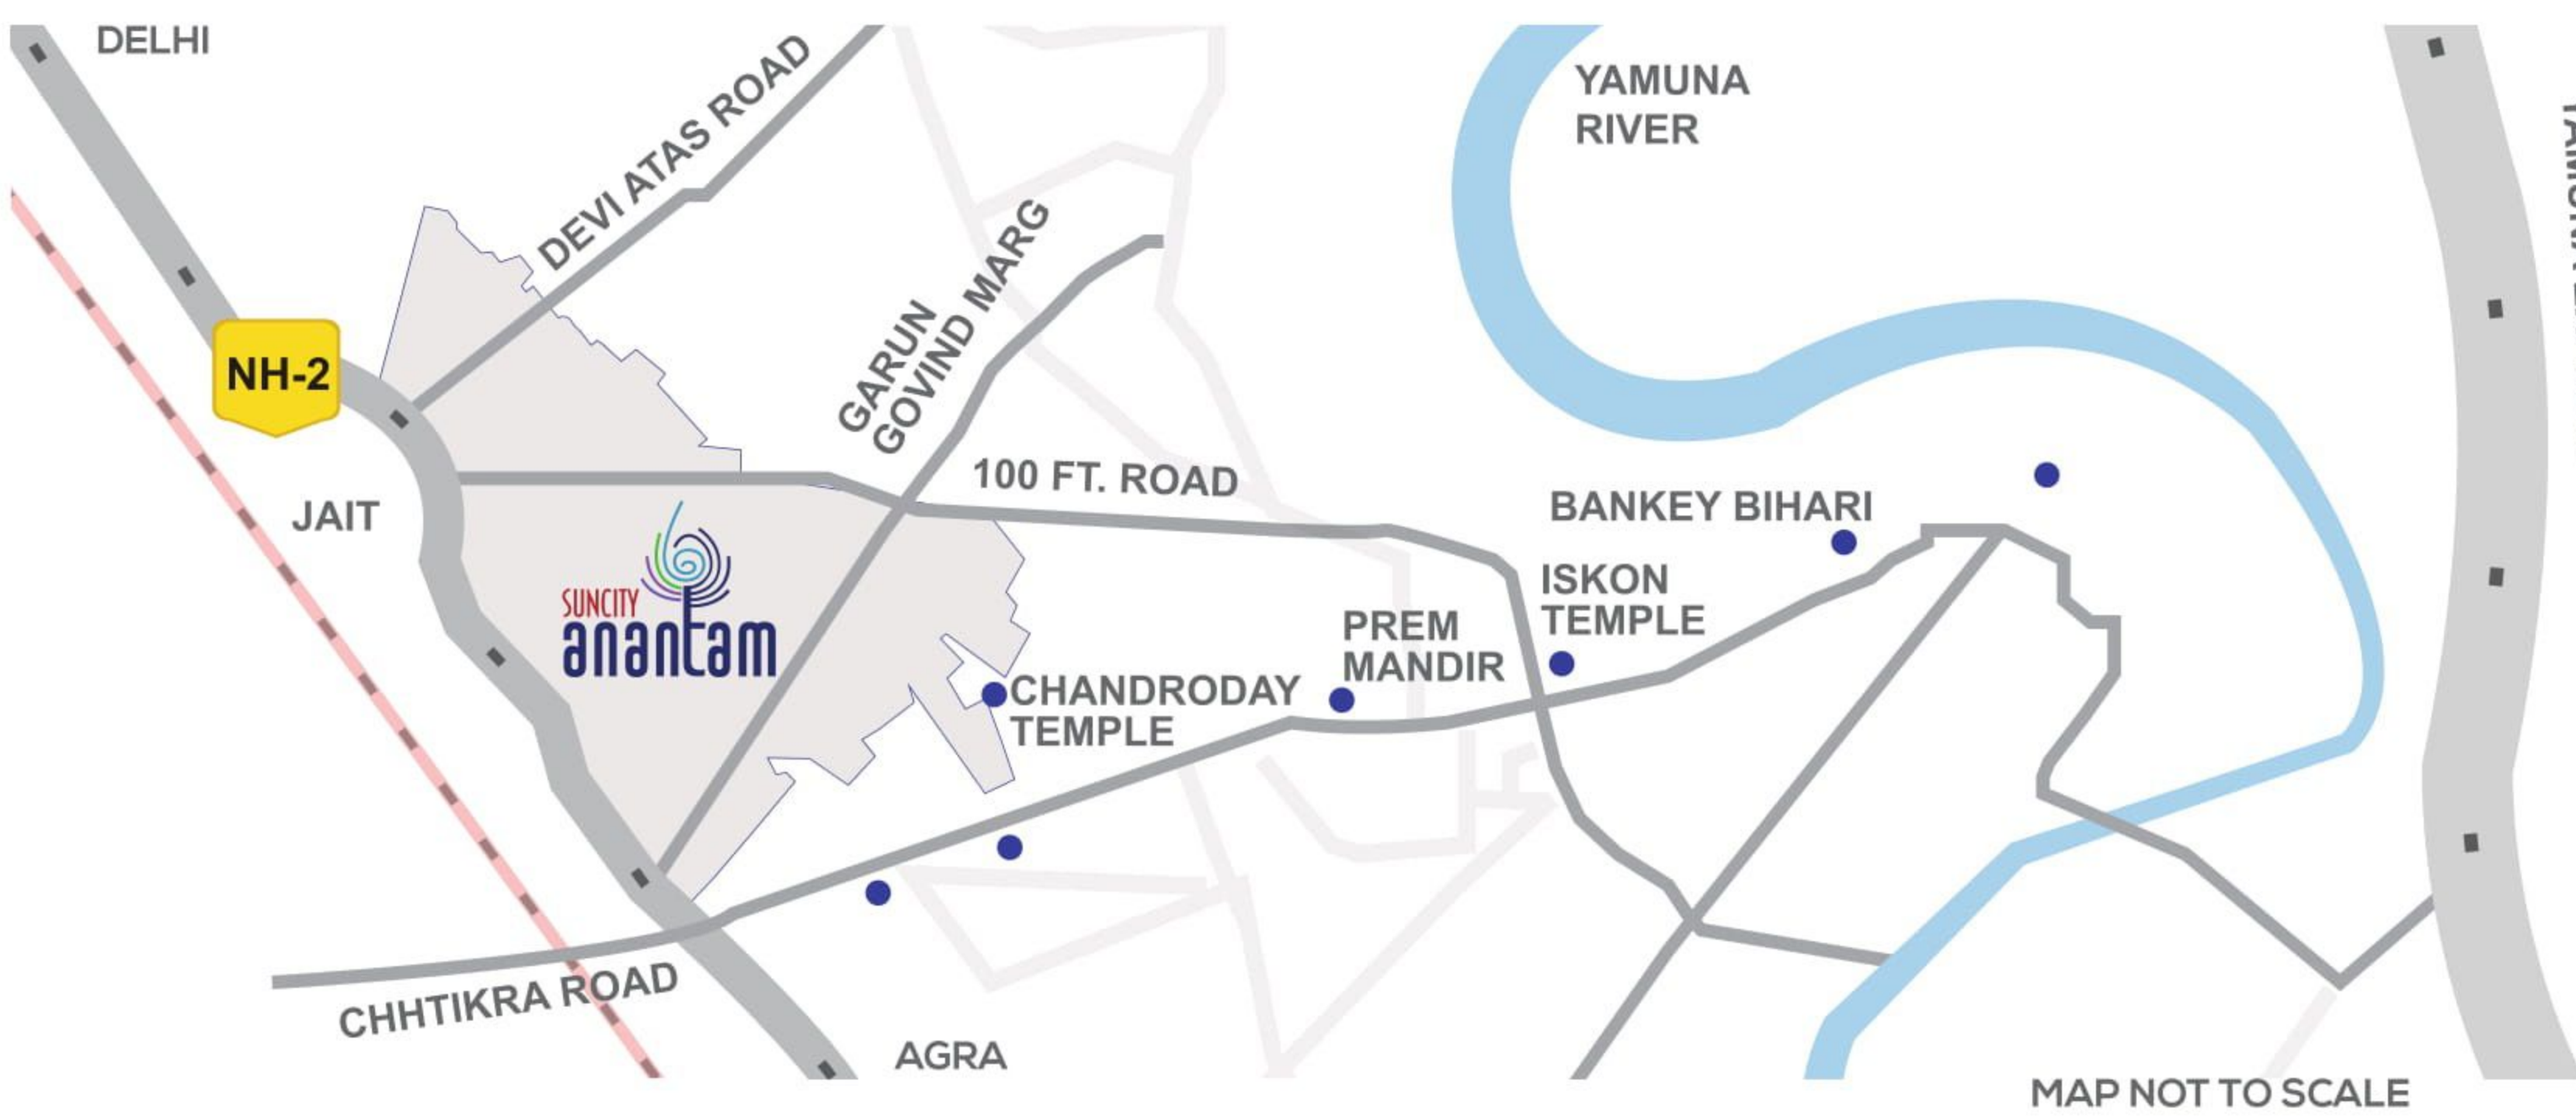 DELHI
DEVI ATAS ROAD
YAMUNA
RIVER
NH-2
GARUN
GOVIND MARG
JAIT
100 FT. ROAD
BANKEY BIHARI
SUNCITY
anantam
ISKON
TEMPLE
PREM
MANDIR
CHANDRODAY
TEMPLE
CHHTIKRA ROAD
AGRA
MAP NOT TO SCALE